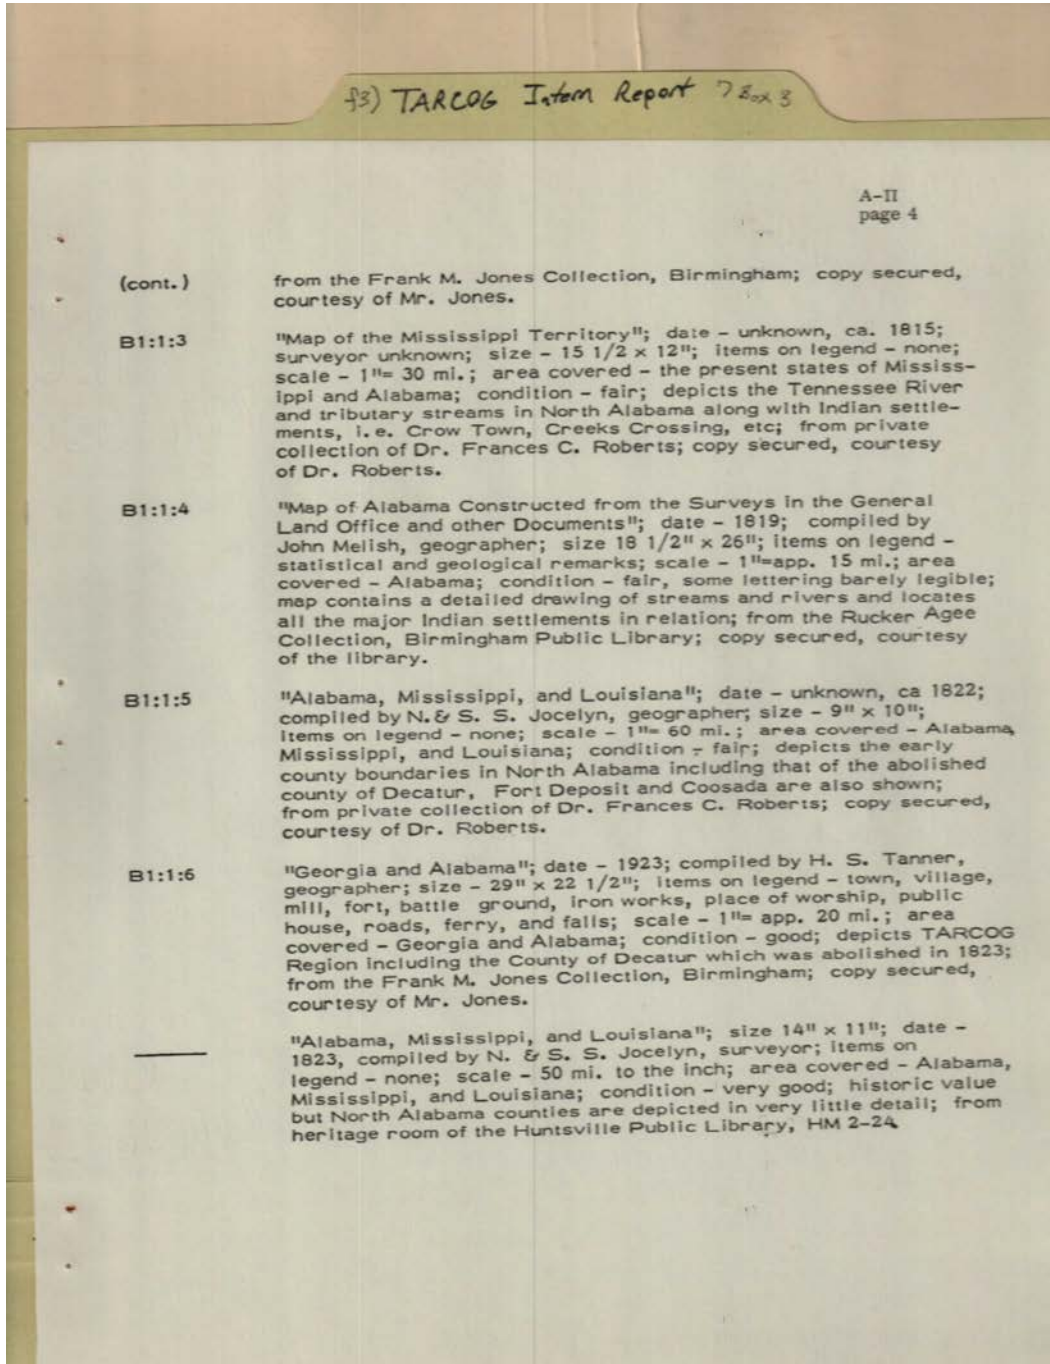 f3) TARCOG Intern Report 7 Box 3
A-II
page 4
(cont.) from the Frank M. Jones Collection, Birmingham; copy secured,
courtesy of Mr. Jones.
B1:1:3 "Map of the Mississippi Territory"; date - unknown, ca. 1815;
surveyor unknown; size - 15 1/2 x 12"; items on legend - none;
scale - 1"= 30 mi.; area covered - the present states of Mississ-
ippi and Alabama; condition - fair; depicts the Tennessee River
and tributary streams in North Alabama along with Indian settle-
ments, i.e. Crow Town, Creeks Crossing, etc; from private
collection of Dr. Frances C. Roberts; copy secured, courtesy
of Dr. Roberts.
B1:1:4 "Map of Alabama Constructed from the Surveys in the General
Land Office and other Documents"; date - 1819; compiled by
John Melish, geographer; size 18 1/2" x 26"; items on legend -
statistical and geological remarks; scale - 1"=app. 15 mi.; area
covered - Alabama; condition - fair, some lettering barely legible;
map contains a detailed drawing of streams and rivers and locates
all the major Indian settlements in relation; from the Rucker Agee
Collection, Birmingham Public Library; copy secured, courtesy
of the library.
B1:1:5 "Alabama, Mississippi, and Louisiana"; date - unknown, ca 1822;
compiled by N. & S. S. Jocelyn, geographer; size - 9" x 10";
items on legend - none; scale - 1"= 60 mi.; area covered - Alabama,
Mississippi, and Louisiana; condition - fair; depicts the early
county boundaries in North Alabama including that of the abolished
county of Decatur, Fort Deposit and Coosada are also shown;
from private collection of Dr. Frances C. Roberts; copy secured,
courtesy of Dr. Roberts.
B1:1:6 "Georgia and Alabama"; date - 1923; compiled by H. S. Tanner,
geographer; size - 29" x 22 1/2"; items on legend - town, village,
mill, fort, battle ground, iron works, place of worship, public
house, roads, ferry, and falls; scale - 1"= app. 20 mi.; area
covered - Georgia and Alabama; condition - good; depicts TARCOG
Region including the County of Decatur which was abolished in 1823;
from the Frank M. Jones Collection, Birmingham; copy secured,
courtesy of Mr. Jones.
"Alabama, Mississippi, and Louisiana"; size 14" x 11"; date -
1823, compiled by N. & S. S. Jocelyn, surveyor; items on
legend - none; scale - 50 mi. to the inch; area covered - Alabama,
Mississippi, and Louisiana; condition - very good; historic value
but North Alabama counties are depicted in very little detail; from
heritage room of the Huntsville Public Library, HM 2-24